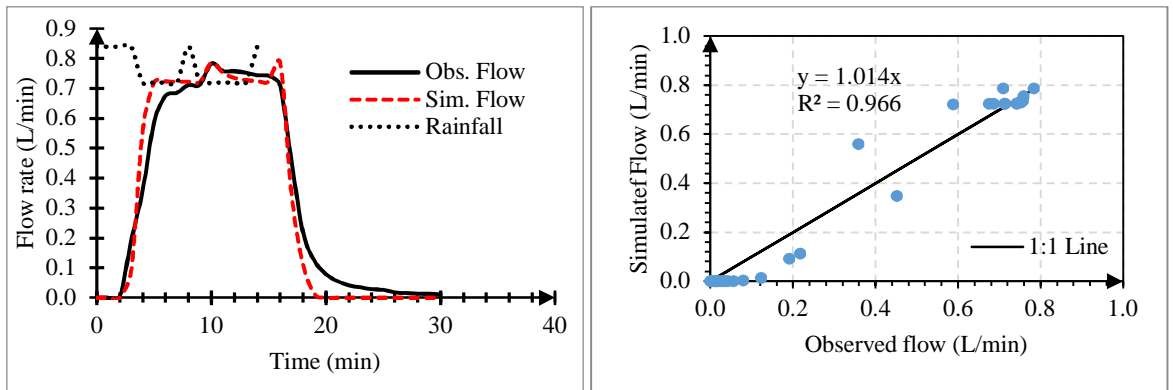 Flow rate (L/min)
0.9
0.8
0.7
0.6
0.5
0.4
0.3
0.2
0.1
0.0
0
10
20
30
40
Time (min)
Obs. Flow
Sim. Flow
Rainfall
Simulatef Flow (L/min)
1.0
0.8
0.6
0.4
0.2
0.0
y = 1.014x
R² = 0.966
1:1 Line
0.0
0.2
0.4
0.6
0.8
1.0
Observed flow (L/min)